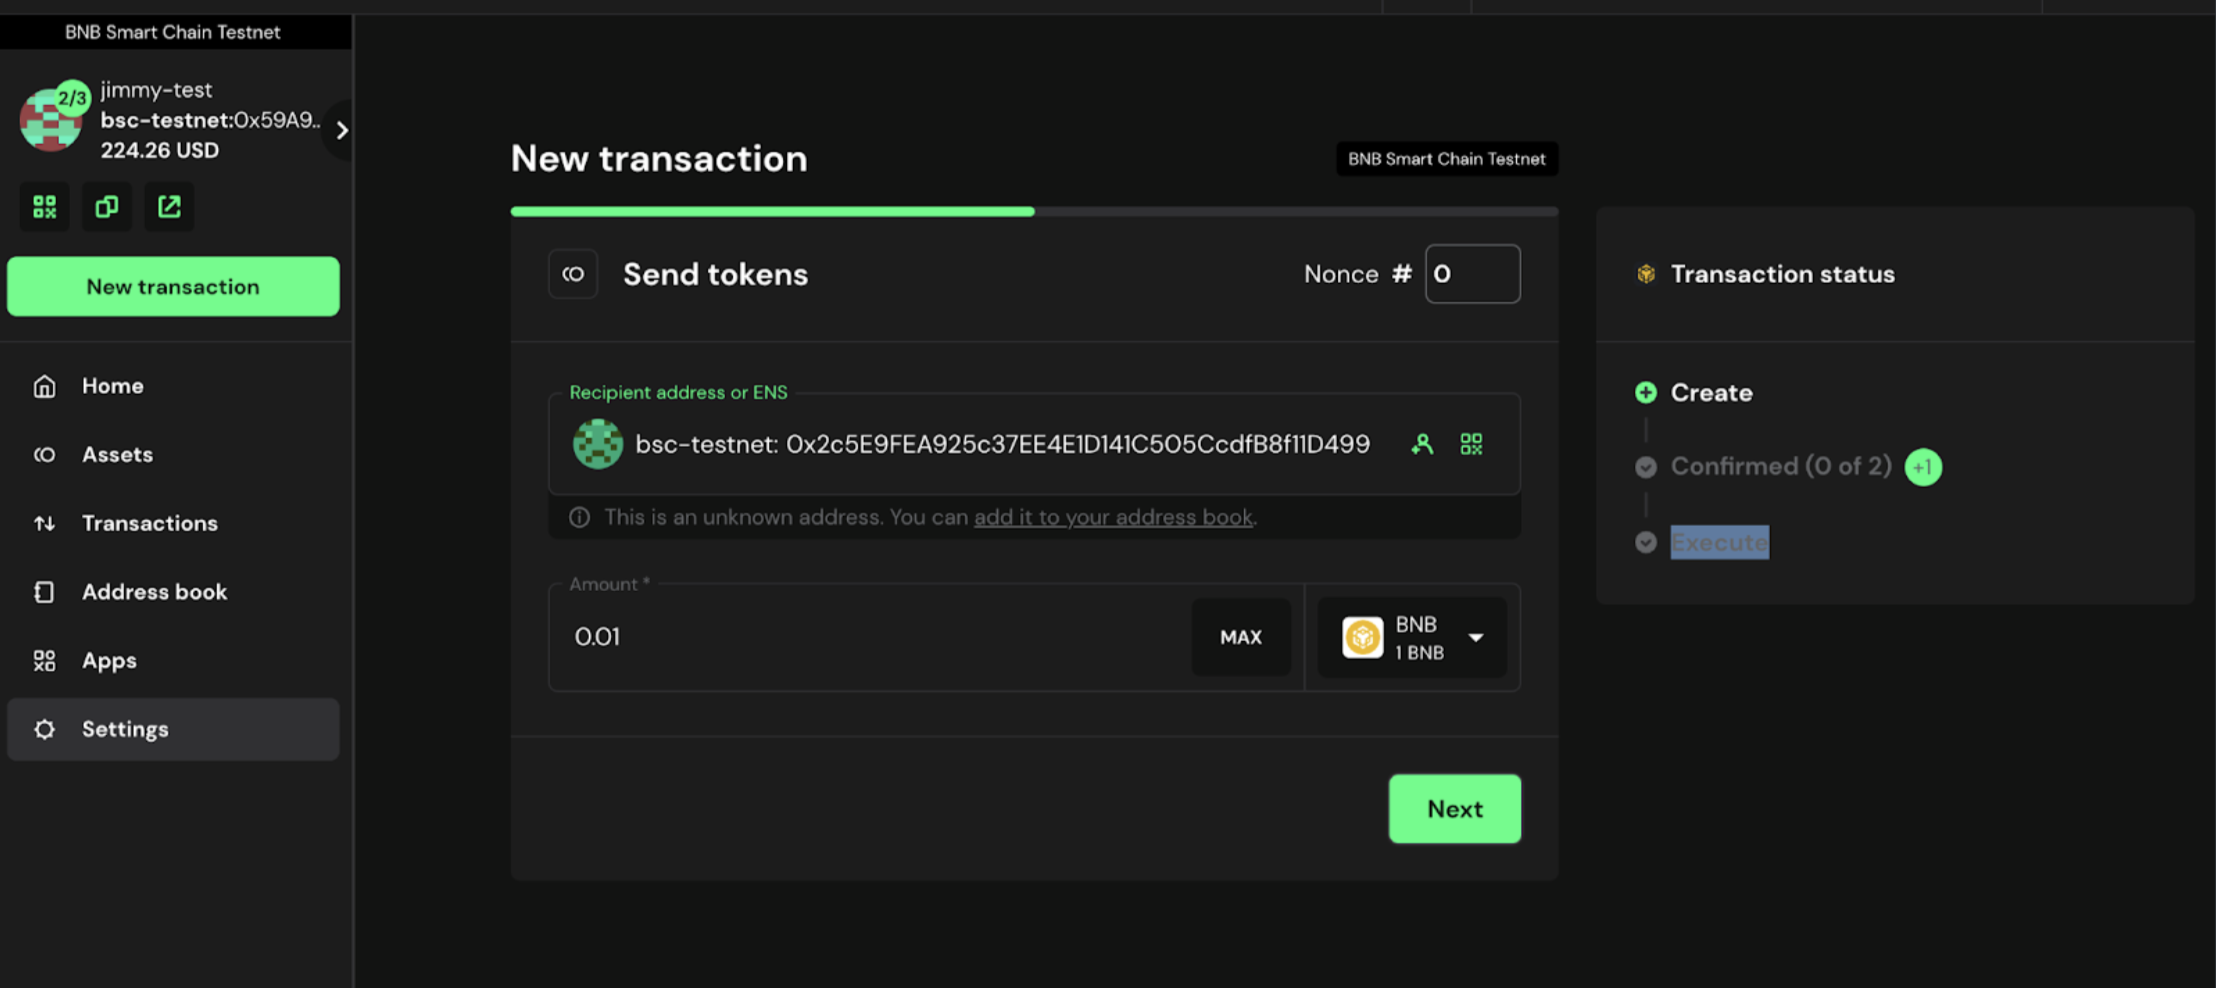 BNB Smart Chain Testnet
2/3
jimmy-test
bsc-testnet:0x59A9..
224.26 USD
New transaction
Home
Assets
Transactions
Address book
Apps
Settings
New transaction
BNB Smart Chain Testnet
Send tokens
Nonce # 0
Recipient address or ENS
bsc-testnet: 0x2c5E9FEA925c37EE4E1D141C505CcdfB8f11D499
This is an unknown address. You can add it to your address book.
Amount *
0.01
MAX
BNB
1 BNB
Next
Transaction status
Create
Confirmed (0 of 2) +1
Execute